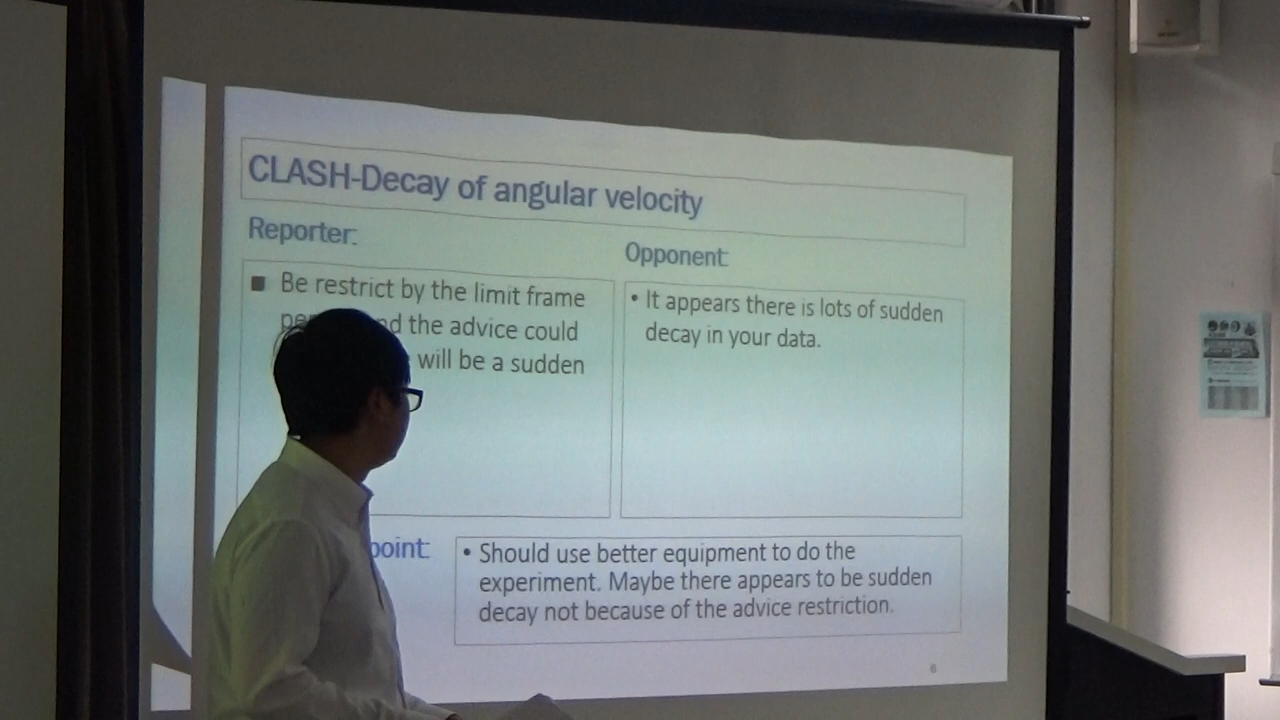 CLASH-Decay of angular velocity
Reporter:
■ Be restrict by the limit frame
the advice could
will be a sudden
Opponent:
• It appears there is lots of sudden
decay in your data.
point:
• Should use better equipment to do the
experiment. Maybe there appears to be sudden
decay not because of the advice restriction.
6